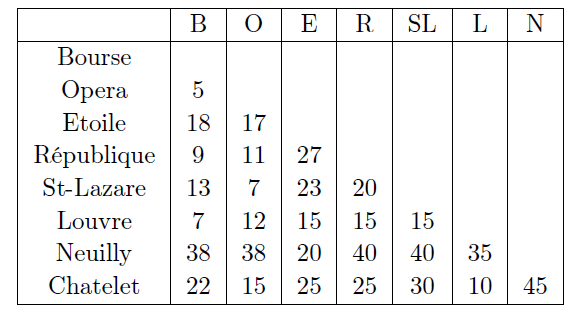 B O E R SL L N
Bourse
Opera 5
Etoile 18 17
République 9 11 27
St-Lazare 13 7 23 20
Louvre 7 12 15 15 15
Neuilly 38 38 20 40 40 35
Chatelet 22 15 25 25 30 10 45